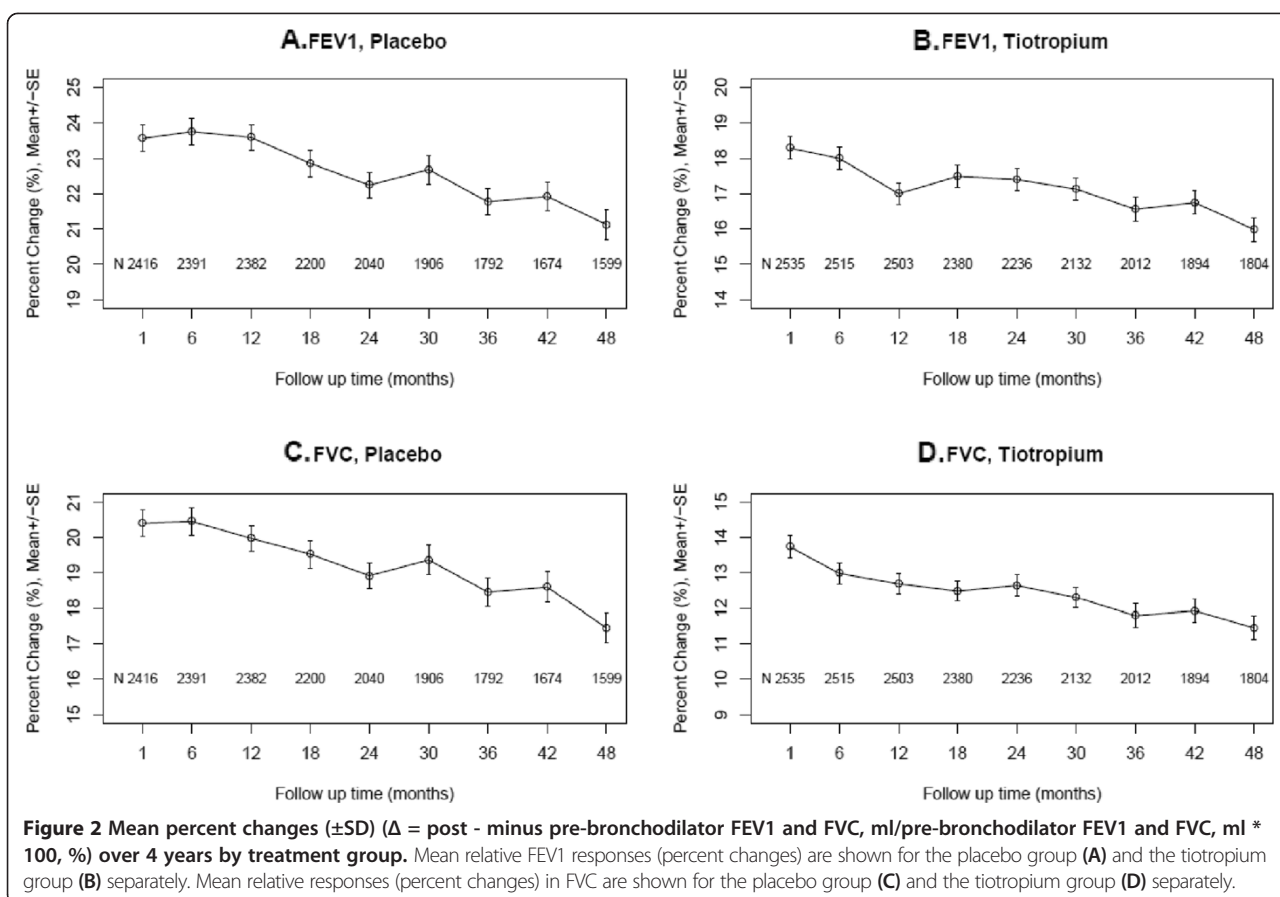 A.FEV1, Placebo
Percent Change (%), Mean+/−SE
25
24
23
22
21
20
19
N 2416 2391 2382 2200 2040 1906 1792 1674 1599
1 6 12 18 24 30 36 42 48
Follow up time (months)
B.FEV1, Tiotropium
Percent Change (%), Mean+/−SE
20
19
18
17
16
15
14
N 2535 2515 2503 2380 2236 2132 2012 1894 1804
1 6 12 18 24 30 36 42 48
Follow up time (months)
C.FVC, Placebo
Percent Change (%), Mean+/−SE
21
20
19
18
17
16
15
N 2416 2391 2382 2200 2040 1906 1792 1674 1599
1 6 12 18 24 30 36 42 48
Follow up time (months)
D.FVC, Tiotropium
Percent Change (%), Mean+/−SE
15
14
13
12
11
10
9
N 2535 2515 2503 2380 2236 2132 2012 1894 1804
1 6 12 18 24 30 36 42 48
Follow up time (months)
Figure 2 Mean percent changes (±SD) (Δ = post - minus pre-bronchodilator FEV1 and FVC, ml/pre-bronchodilator FEV1 and FVC, ml *
100, %) over 4 years by treatment group. Mean relative FEV1 responses (percent changes) are shown for the placebo group (A) and the tiotropium
group (B) separately. Mean relative responses (percent changes) in FVC are shown for the placebo group (C) and the tiotropium group (D) separately.